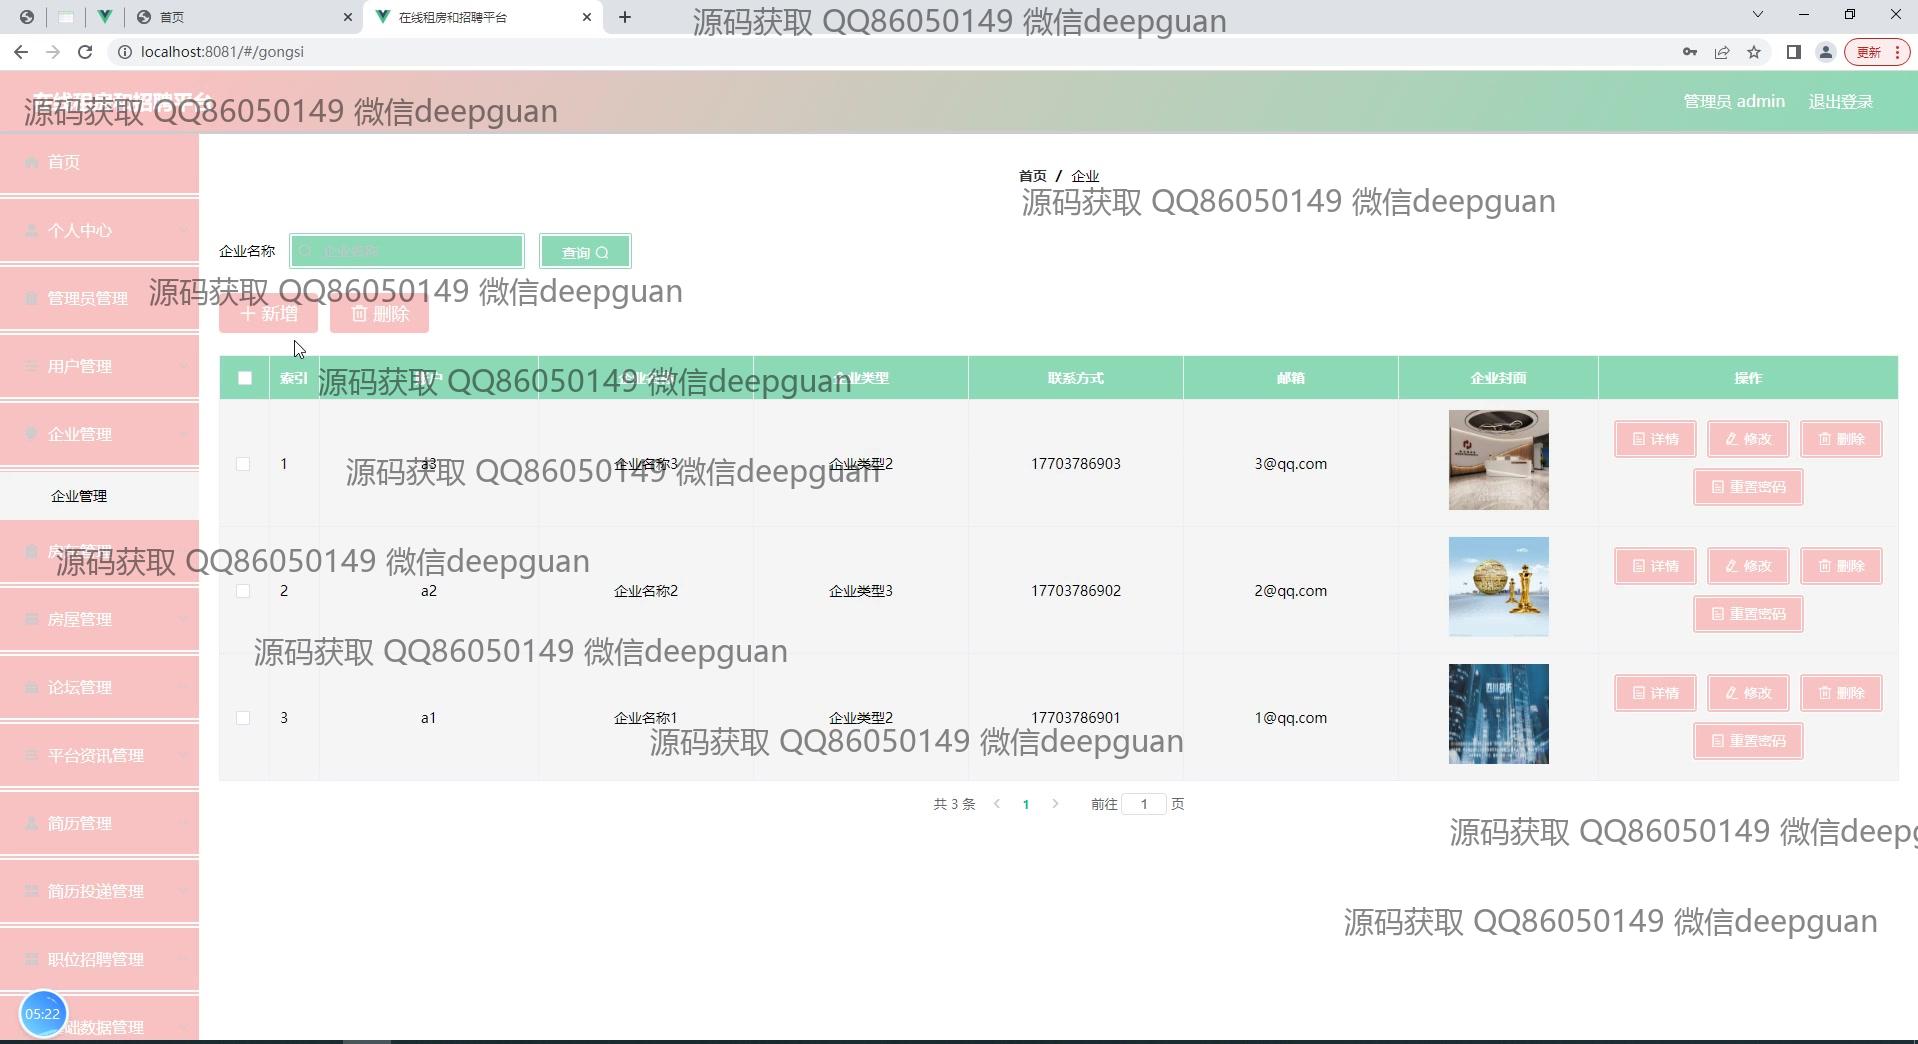 首页
在线租房和招聘平台
源码获取 QQ86050149 微信deepguan
localhost:8081/#/gongsi
更新
在线租房和招聘平台
源码获取 QQ86050149 微信deepguan
管理员 admin
退出登录
首页
个人中心
管理员管理
用户管理
企业管理
企业管理
房屋管理
论坛管理
平台资讯管理
简历管理
简历投递管理
职位招聘管理
基础数据管理
05:22
首页 / 企业
源码获取 QQ86050149 微信deepguan
企业名称 企业名称 查询
源码获取 QQ86050149 微信deepguan
新增 删除
索引 企业类型 联系方式 邮箱 企业封面 操作
源码获取 QQ86050149 微信deepguan
1 a3 企业名称3 企业类型2 17703786903 3@qq.com 详情 修改 删除
重置密码
源码获取 QQ86050149 微信deepguan
源码获取 QQ86050149 微信deepguan
2 a2 企业名称2 企业类型3 17703786902 2@qq.com 详情 修改 删除
重置密码
源码获取 QQ86050149 微信deepguan
3 a1 企业名称1 企业类型2 17703786901 1@qq.com 详情 修改 删除
重置密码
源码获取 QQ86050149 微信deepguan
共 3 条 1 前往 1 页
源码获取 QQ86050149 微信deepg
源码获取 QQ86050149 微信deepguan